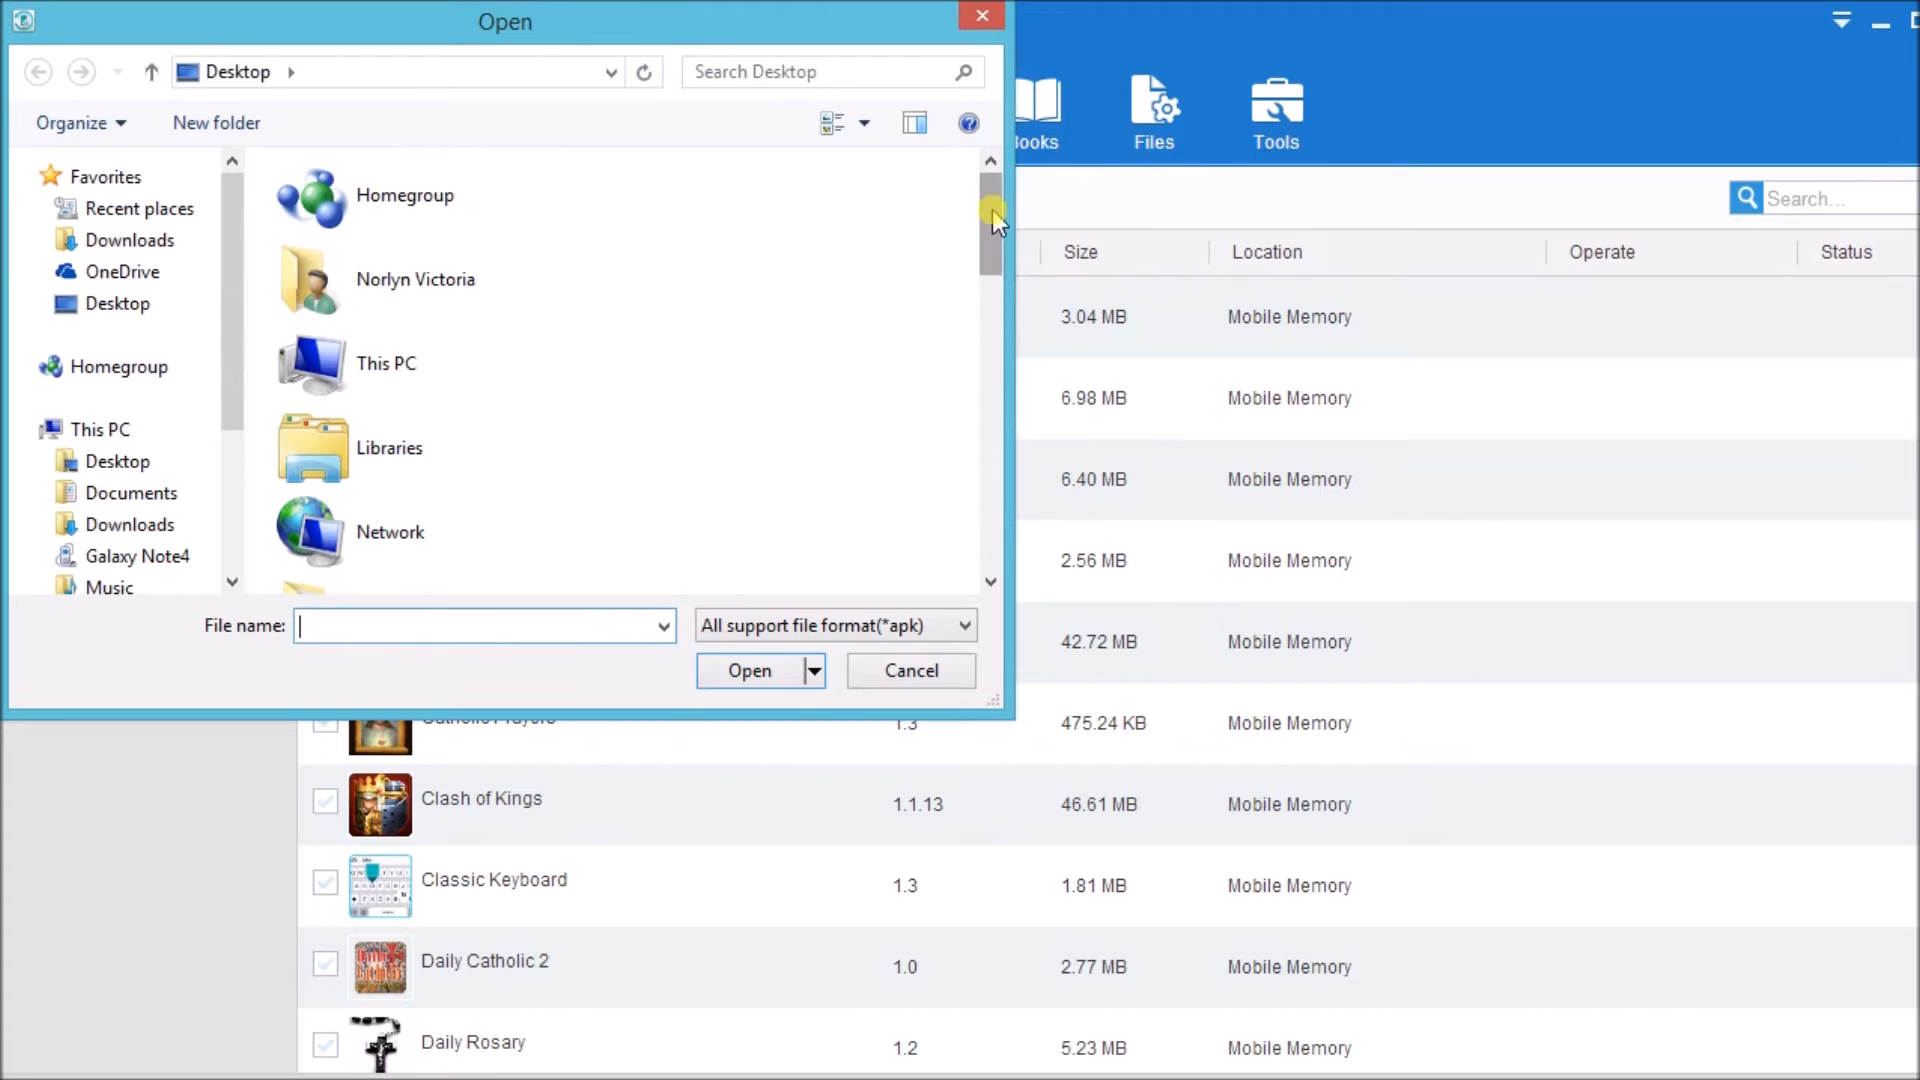 Open
Desktop
Search Desktop
Organize
New folder
Favorites
Recent places
Downloads
OneDrive
Desktop
Homegroup
This PC
Desktop
Documents
Downloads
Galaxy Note4
Music
Homegroup
Norlyn Victoria
This PC
Libraries
Network
File name:
All support file format(*apk)
Open
Cancel
Books
Files
Tools
Search...
Size Location Operate Status
3.04 MB Mobile Memory
6.98 MB Mobile Memory
6.40 MB Mobile Memory
2.56 MB Mobile Memory
42.72 MB Mobile Memory
Catholic Prayers 1.3 475.24 KB Mobile Memory
Clash of Kings 1.1.13 46.61 MB Mobile Memory
Classic Keyboard 1.3 1.81 MB Mobile Memory
Daily Catholic 2 1.0 2.77 MB Mobile Memory
Daily Rosary 1.2 5.23 MB Mobile Memory